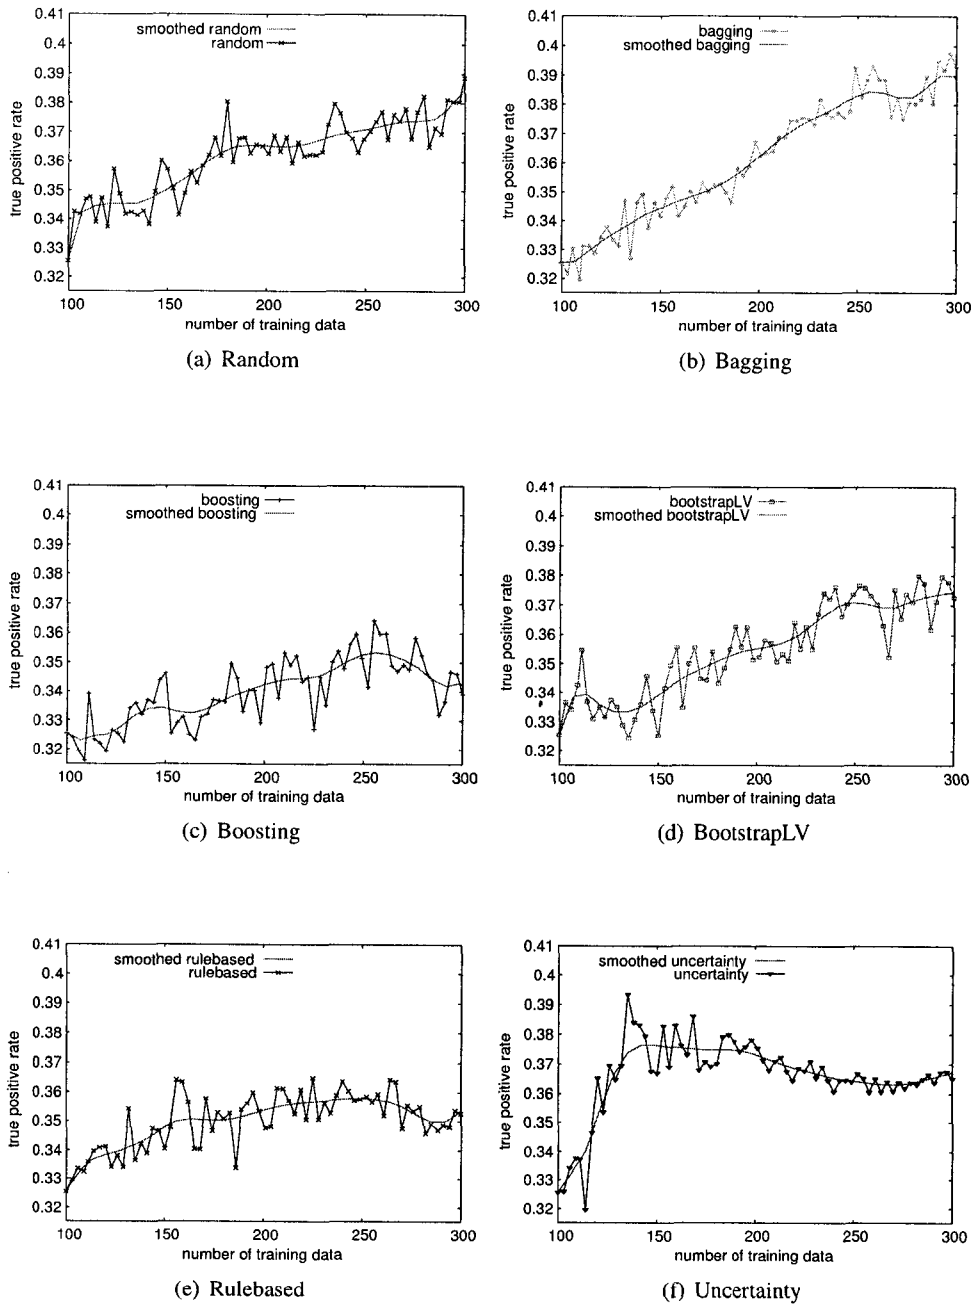 0.41
0.4
0.39
0.38
0.37
0.36
0.35
0.34
0.33
0.32
true positive rate
smoothed random
random
100 150 200 250 300
number of training data
(a) Random
0.41
0.4
0.39
0.38
0.37
0.36
0.35
0.34
0.33
0.32
true positive rate
bagging
smoothed bagging
100 150 200 250 300
number of training data
(b) Bagging
0.41
0.4
0.39
0.38
0.37
0.36
0.35
0.34
0.33
0.32
true positive rate
boosting
smoothed boosting
100 150 200 250 300
number of training data
(c) Boosting
0.41
0.4
0.39
0.38
0.37
0.36
0.35
0.34
0.33
0.32
true positive rate
bootstrapLV
smoothed bootstrapLV
100 150 200 250 300
number of training data
(d) BootstrapLV
0.41
0.4
0.39
0.38
0.37
0.36
0.35
0.34
0.33
0.32
true positive rate
smoothed rulebased
rulebased
100 150 200 250 300
number of training data
(e) Rulebased
0.41
0.4
0.39
0.38
0.37
0.36
0.35
0.34
0.33
0.32
true positive rate
smoothed uncertainty
uncertainty
100 150 200 250 300
number of training data
(f) Uncertainty